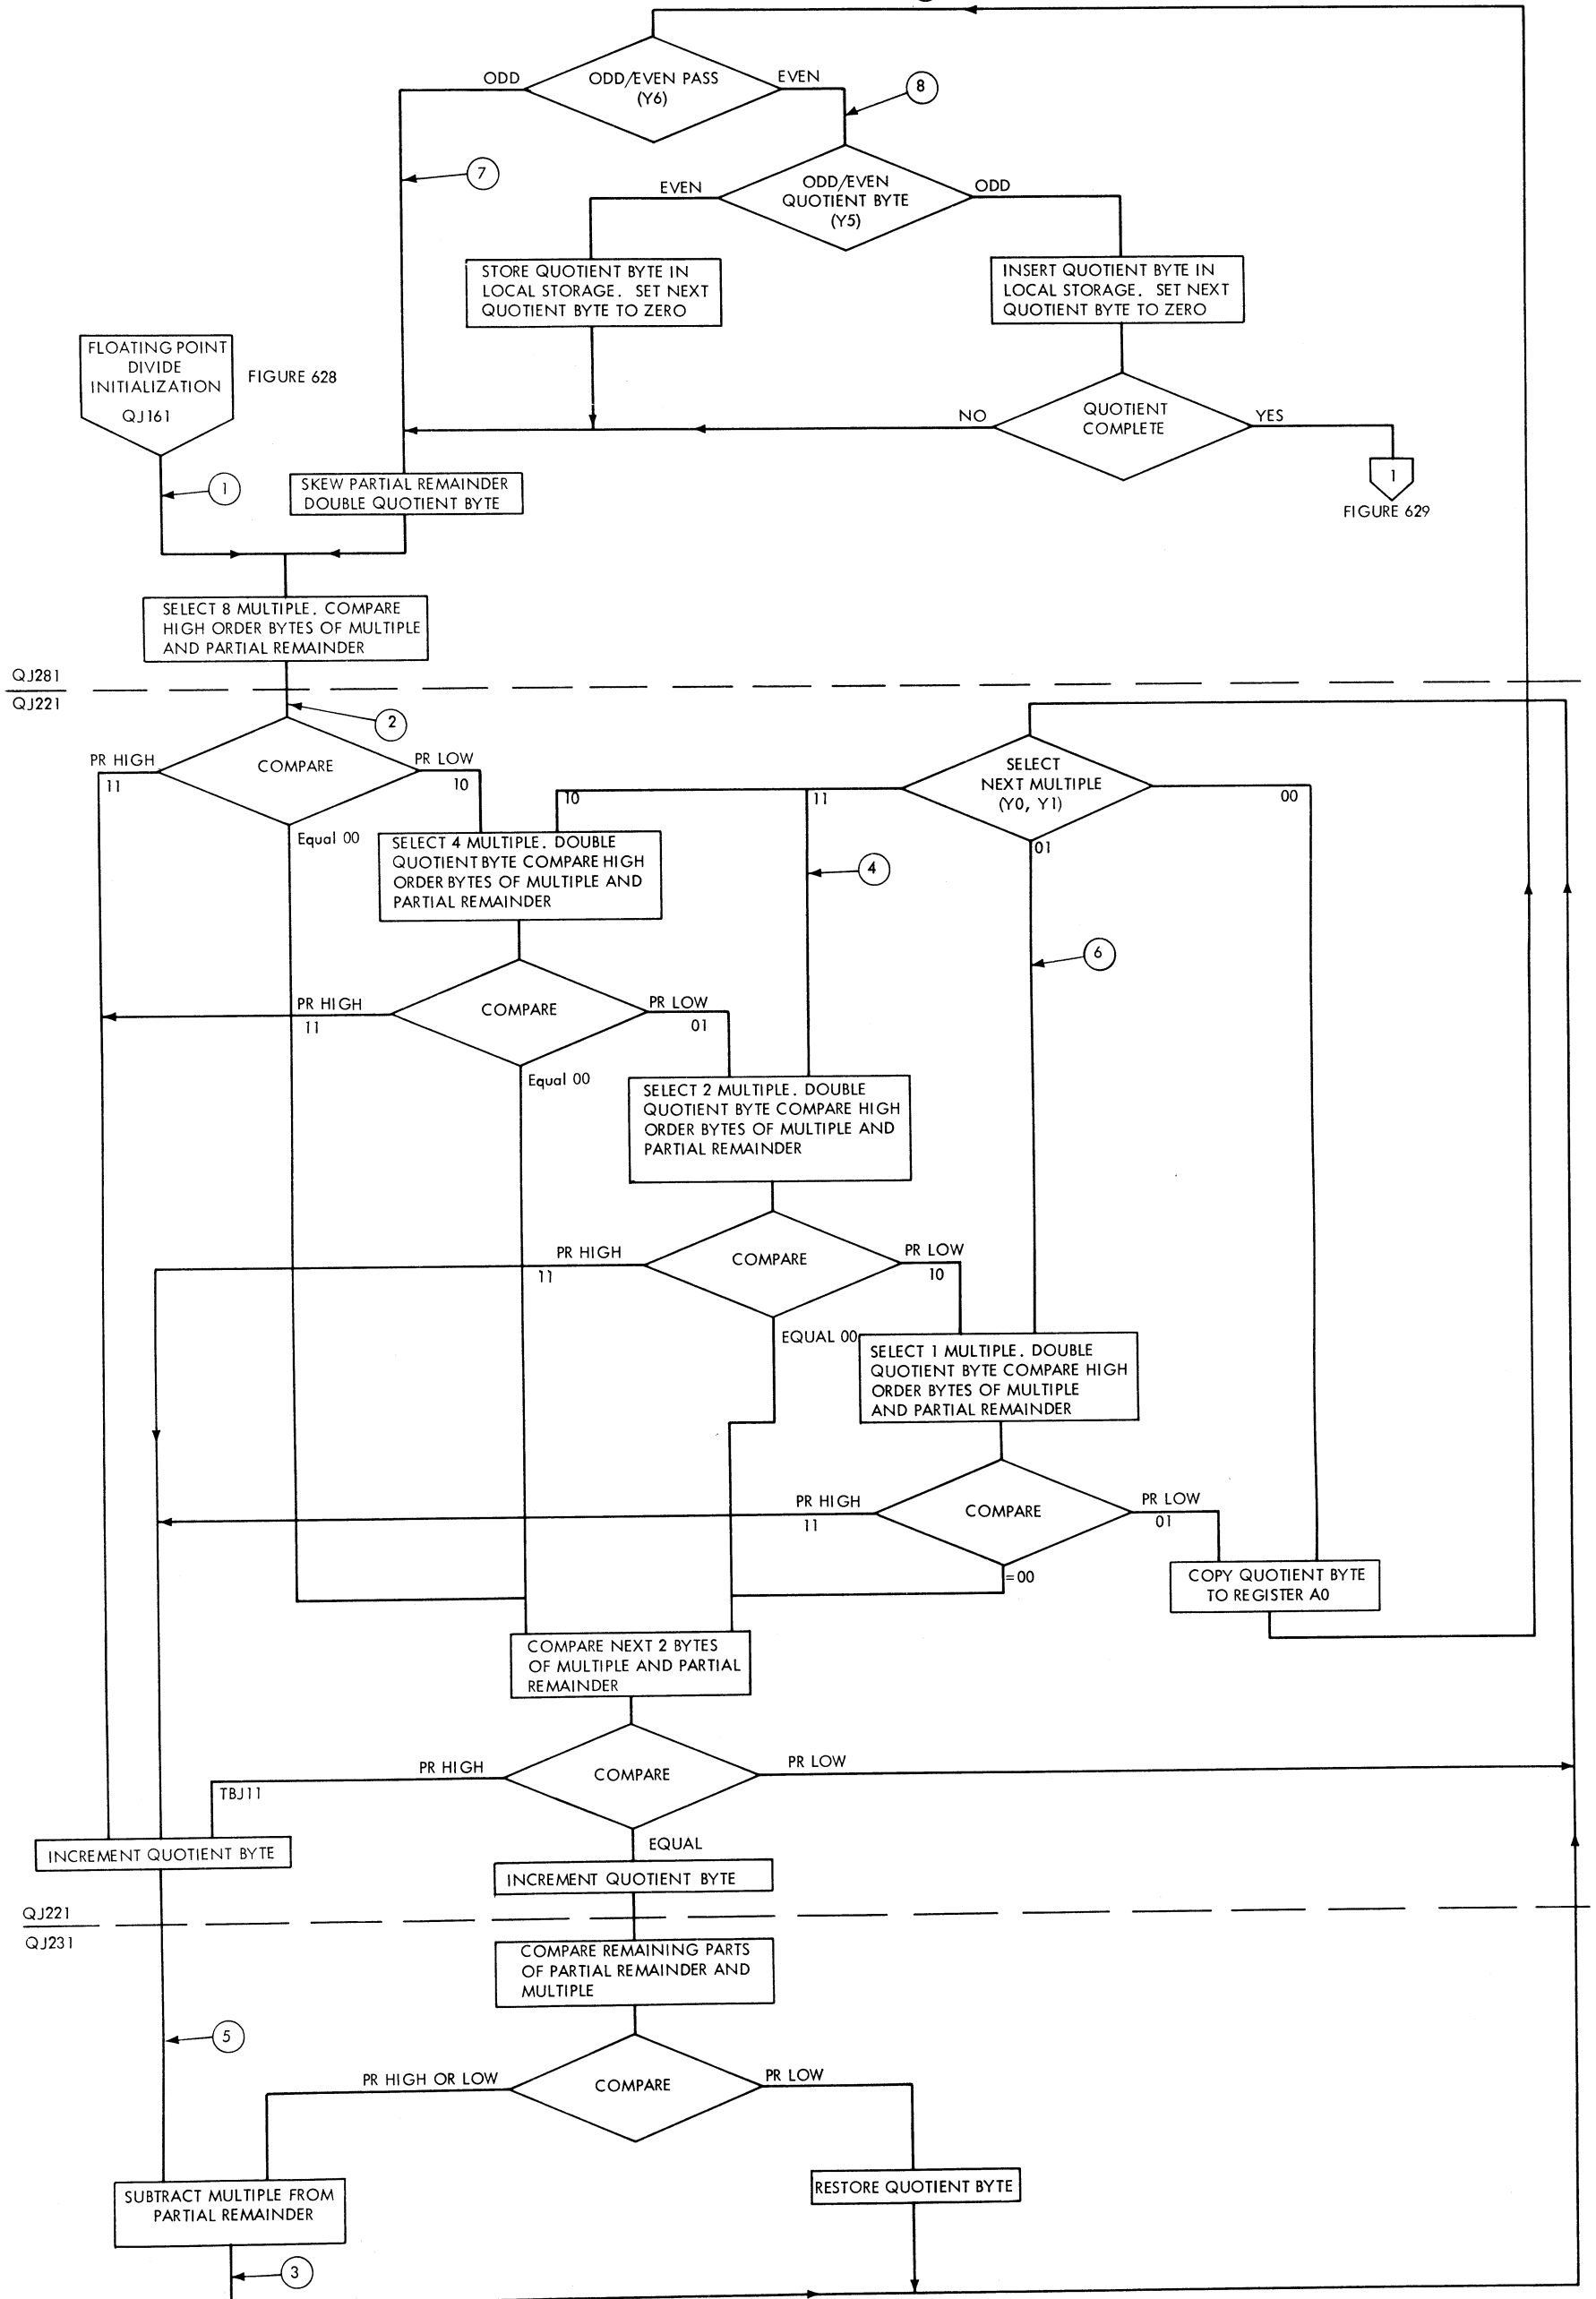 ODD
ODD/EVEN PASS
(Y6)
EVEN
8
7
EVEN
ODD/EVEN
QUOTIENT BYTE
(Y5)
ODD
STORE QUOTIENT BYTE IN
LOCAL STORAGE. SET NEXT
QUOTIENT BYTE TO ZERO
INSERT QUOTIENT BYTE IN
LOCAL STORAGE. SET NEXT
QUOTIENT BYTE TO ZERO
FLOATING POINT
DIVIDE
INITIALIZATION
QJ161
FIGURE 628
NO
QUOTIENT
COMPLETE
YES
1
FIGURE 629
1
SKEW PARTIAL REMAINDER
DOUBLE QUOTIENT BYTE
SELECT 8 MULTIPLE. COMPARE
HIGH ORDER BYTES OF MULTIPLE
AND PARTIAL REMAINDER
QJ281
QJ221
2
PR HIGH
11
COMPARE
PR LOW
10
Equal 00
SELECT
NEXT MULTIPLE
(Y0, Y1)
10
11
00
01
SELECT 4 MULTIPLE. DOUBLE
QUOTIENT BYTE COMPARE HIGH
ORDER BYTES OF MULTIPLE AND
PARTIAL REMAINDER
4
6
PR HIGH
11
COMPARE
PR LOW
01
Equal 00
SELECT 2 MULTIPLE. DOUBLE
QUOTIENT BYTE COMPARE HIGH
ORDER BYTES OF MULTIPLE AND
PARTIAL REMAINDER
PR HIGH
11
COMPARE
PR LOW
10
EQUAL 00
SELECT 1 MULTIPLE. DOUBLE
QUOTIENT BYTE COMPARE HIGH
ORDER BYTES OF MULTIPLE
AND PARTIAL REMAINDER
PR HIGH
11
COMPARE
PR LOW
01
=00
COPY QUOTIENT BYTE
TO REGISTER A0
COMPARE NEXT 2 BYTES
OF MULTIPLE AND PARTIAL
REMAINDER
PR HIGH
TBJ11
COMPARE
PR LOW
EQUAL
INCREMENT QUOTIENT BYTE
INCREMENT QUOTIENT BYTE
QJ221
QJ231
COMPARE REMAINING PARTS
OF PARTIAL REMAINDER AND
MULTIPLE
5
PR HIGH OR LOW
COMPARE
PR LOW
SUBTRACT MULTIPLE FROM
PARTIAL REMAINDER
RESTORE QUOTIENT BYTE
3